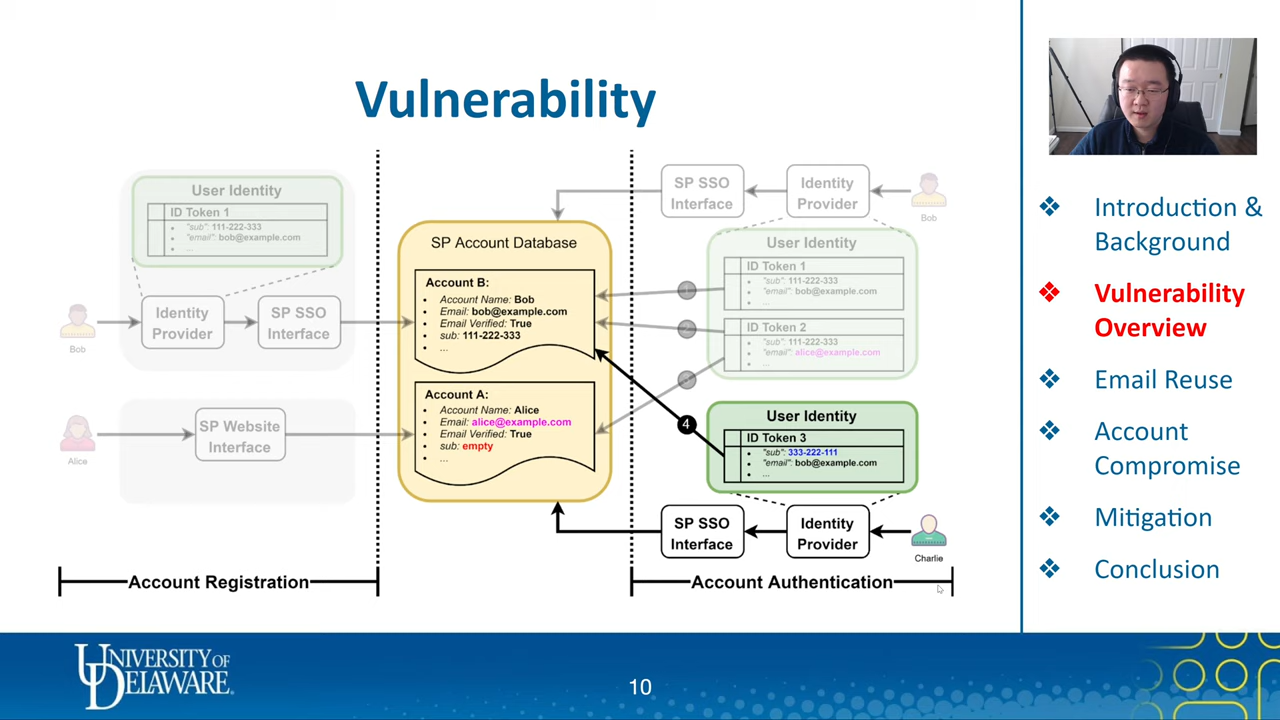 Vulnerability
User Identity
ID Token 1
"sub": 111-222-333
"email": bob@example.com
...
Bob
Identity
Provider
SP SSO
Interface
Alice
SP Website
Interface
Account Registration
SP Account Database
Account B:
Account Name: Bob
Email: bob@example.com
Email Verified: True
sub: 111-222-333
...
Account A:
Account Name: Alice
Email: alice@example.com
Email Verified: True
sub: empty
...
SP SSO
Interface
Identity
Provider
Bob
User Identity
ID Token 1
"sub": 111-222-333
"email": bob@example.com
...
ID Token 2
"sub": 111-222-333
"email": alice@example.com
...
4
User Identity
ID Token 3
"sub": 333-222-111
"email": bob@example.com
...
SP SSO
Interface
Identity
Provider
Charlie
Account Authentication
Introduction &
Background
Vulnerability
Overview
Email Reuse
Account
Compromise
Mitigation
Conclusion
UNIVERSITY OF
DELAWARE.
10